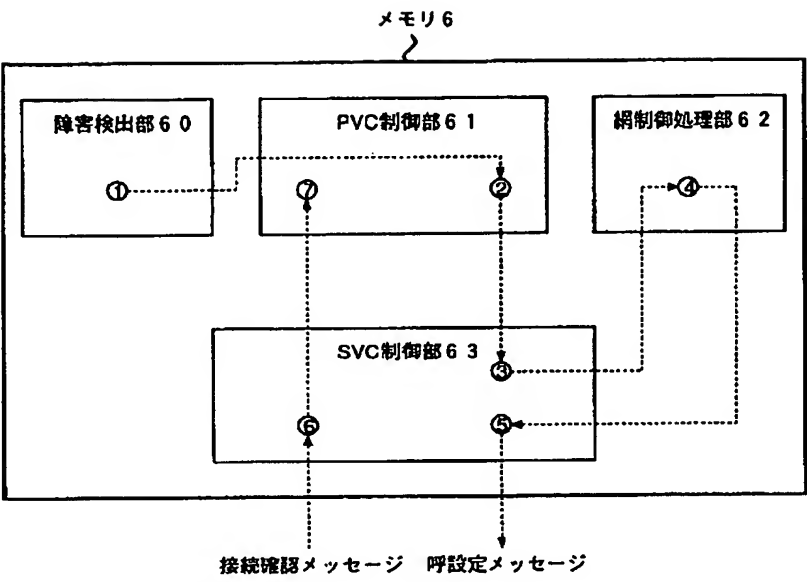 メモリ6
障害検出部60
PVC制御部61
網制御処理部62
① ⑦ ② ④
SVC制御部63
③
⑥ ⑤
接続確認メッセージ 呼設定メッセージ